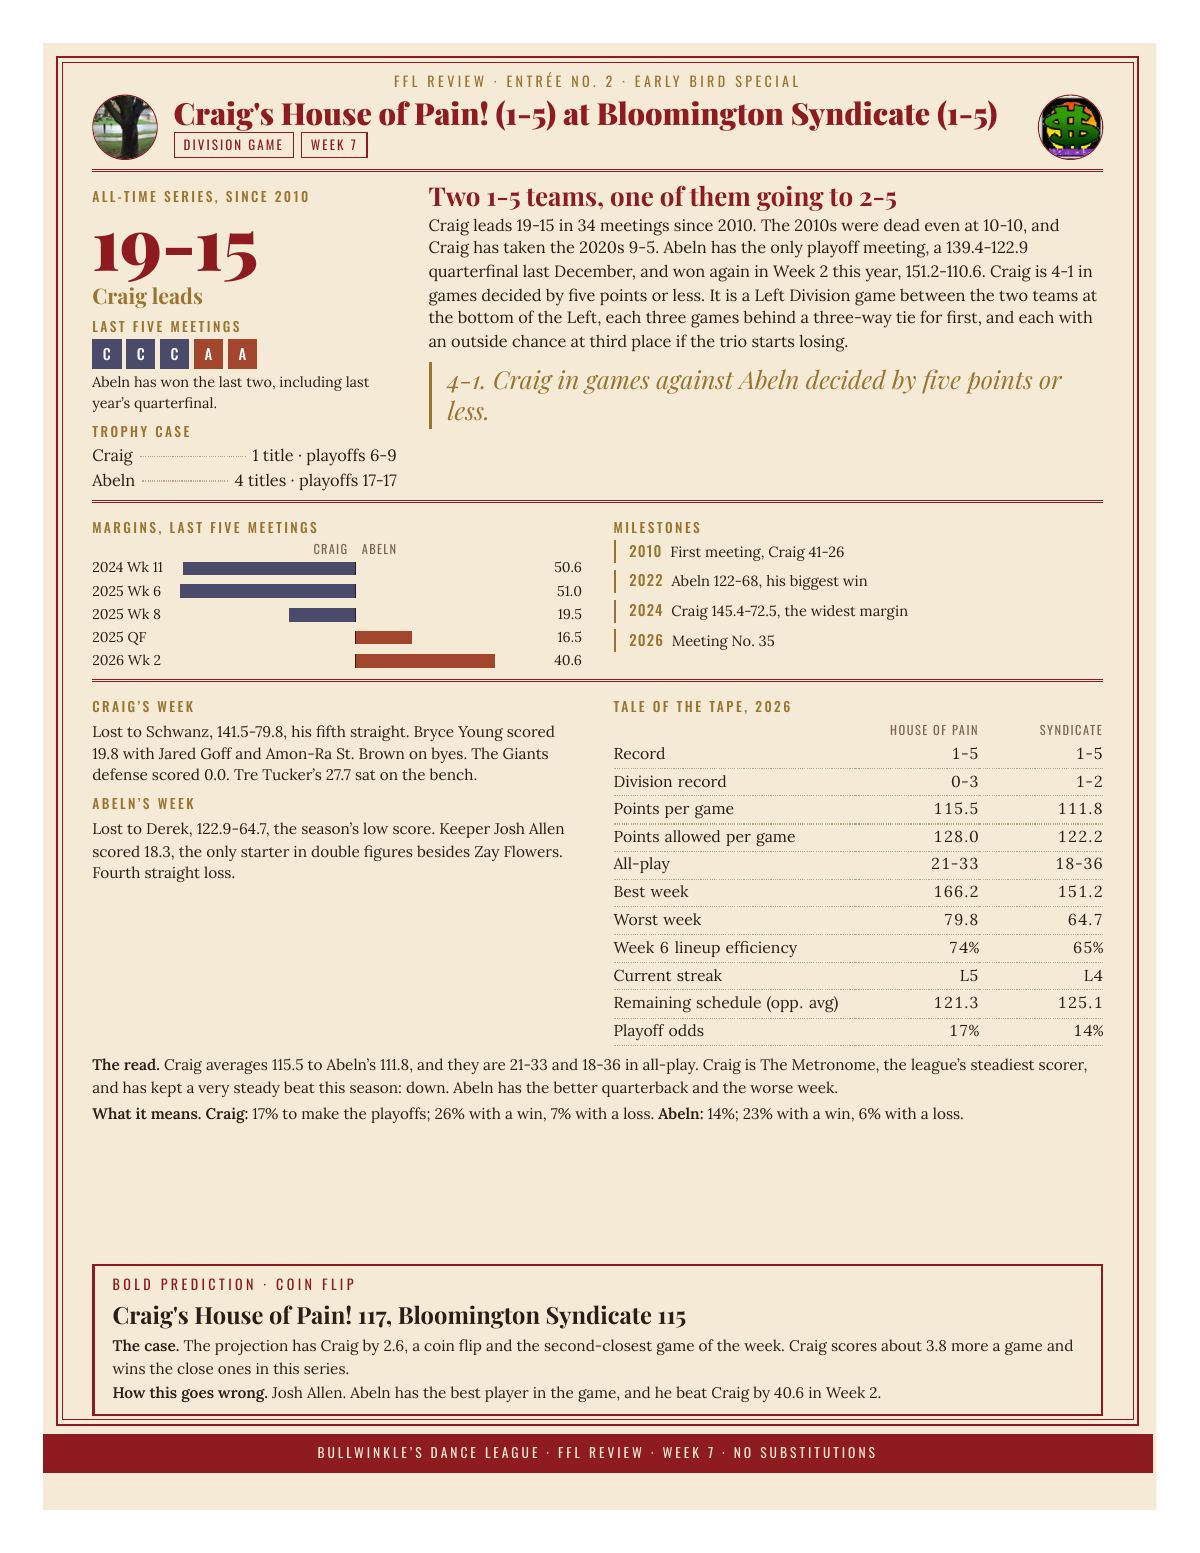 FFL REVIEW · ENTRÉE NO. 2 · EARLY BIRD SPECIAL
Craig's House of Pain! (1-5) at Bloomington Syndicate (1-5)
DIVISION GAME
WEEK 7
ALL-TIME SERIES, SINCE 2010
19-15
Craig leads
LAST FIVE MEETINGS
C C C A A
Abeln has won the last two, including last
year's quarterfinal.
TROPHY CASE
Craig 1 title · playoffs 6-9
Abeln 4 titles · playoffs 17-17
Two 1-5 teams, one of them going to 2-5
Craig leads 19-15 in 34 meetings since 2010. The 2010s were dead even at 10-10, and
Craig has taken the 2020s 9-5. Abeln has the only playoff meeting, a 139.4-122.9
quarterfinal last December, and won again in Week 2 this year, 151.2-110.6. Craig is 4-1 in
games decided by five points or less. It is a Left Division game between the two teams at
the bottom of the Left, each three games behind a three-way tie for first, and each with
an outside chance at third place if the trio starts losing.
4-1. Craig in games against Abeln decided by five points or
less.
MARGINS, LAST FIVE MEETINGS
CRAIG ABELN
2024 Wk 11 50.6
2025 Wk 6 51.0
2025 Wk 8 19.5
2025 QF 16.5
2026 Wk 2 40.6
MILESTONES
2010 First meeting, Craig 41-26
2022 Abeln 122-68, his biggest win
2024 Craig 145.4-72.5, the widest margin
2026 Meeting No. 35
CRAIG'S WEEK
Lost to Schwanz, 141.5-79.8, his fifth straight. Bryce Young scored
19.8 with Jared Goff and Amon-Ra St. Brown on byes. The Giants
defense scored 0.0. Tre Tucker's 27.7 sat on the bench.
ABELN'S WEEK
Lost to Derek, 122.9-64.7, the season's low score. Keeper Josh Allen
scored 18.3, the only starter in double figures besides Zay Flowers.
Fourth straight loss.
TALE OF THE TAPE, 2026
HOUSE OF PAIN SYNDICATE
Record 1-5 1-5
Division record 0-3 1-2
Points per game 115.5 111.8
Points allowed per game 128.0 122.2
All-play 21-33 18-36
Best week 166.2 151.2
Worst week 79.8 64.7
Week 6 lineup efficiency 74% 65%
Current streak L5 L4
Remaining schedule (opp. avg) 121.3 125.1
Playoff odds 17% 14%
The read. Craig averages 115.5 to Abeln's 111.8, and they are 21-33 and 18-36 in all-play. Craig is The Metronome, the league's steadiest scorer,
and has kept a very steady beat this season: down. Abeln has the better quarterback and the worse week.
What it means. Craig: 17% to make the playoffs; 26% with a win, 7% with a loss. Abeln: 14%; 23% with a win, 6% with a loss.
BOLD PREDICTION · COIN FLIP
Craig's House of Pain! 117, Bloomington Syndicate 115
The case. The projection has Craig by 2.6, a coin flip and the second-closest game of the week. Craig scores about 3.8 more a game and
wins the close ones in this series.
How this goes wrong. Josh Allen. Abeln has the best player in the game, and he beat Craig by 40.6 in Week 2.
BULLWINKLE'S DANCE LEAGUE · FFL REVIEW · WEEK 7 · NO SUBSTITUTIONS